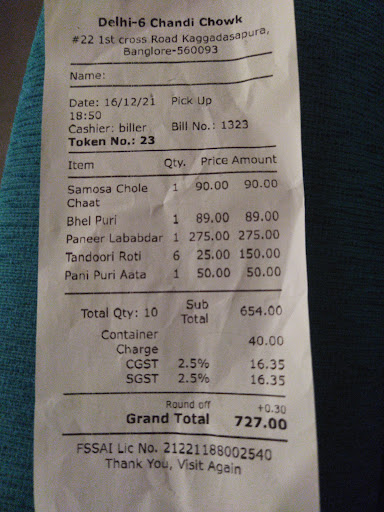 Delhi-6 Chandi Chowk
#22 1st cross Road Kaggadasapura,
Banglore-560093
Name:
Date: 16/12/21 Pick Up
18:50
Cashier: biller Bill No.: 1323
Token No.: 23
Item Qty. Price Amount
Samosa Chole 1 90.00 90.00
Chaat
Bhel Puri 1 89.00 89.00
Paneer Lababdar 1 275.00 275.00
Tandoori Roti 6 25.00 150.00
Pani Puri Aata 1 50.00 50.00
Total Qty: 10 Sub Total 654.00
Container
Charge 40.00
CGST 2.5% 16.35
SGST 2.5% 16.35
Round off +0.30
Grand Total 727.00
FSSAI Lic No. 21221188002540
Thank You, Visit Again